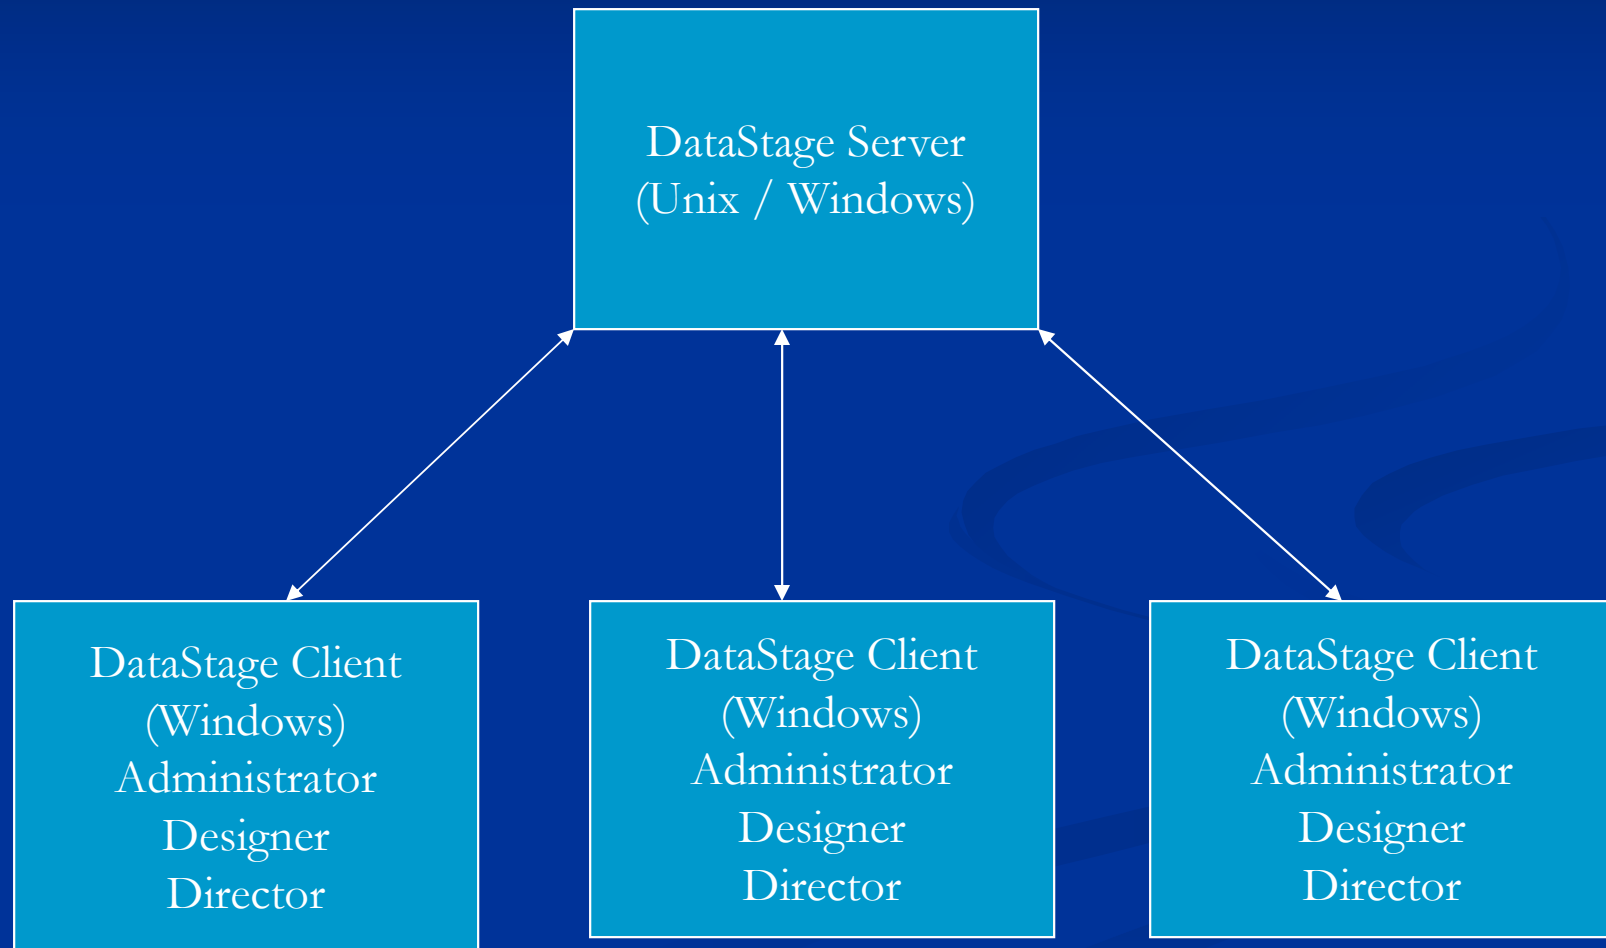 DataStage Server
(Unix / Windows)
DataStage Client
(Windows)
Administrator
Designer
Director
DataStage Client
(Windows)
Administrator
Designer
Director
DataStage Client
(Windows)
Administrator
Designer
Director